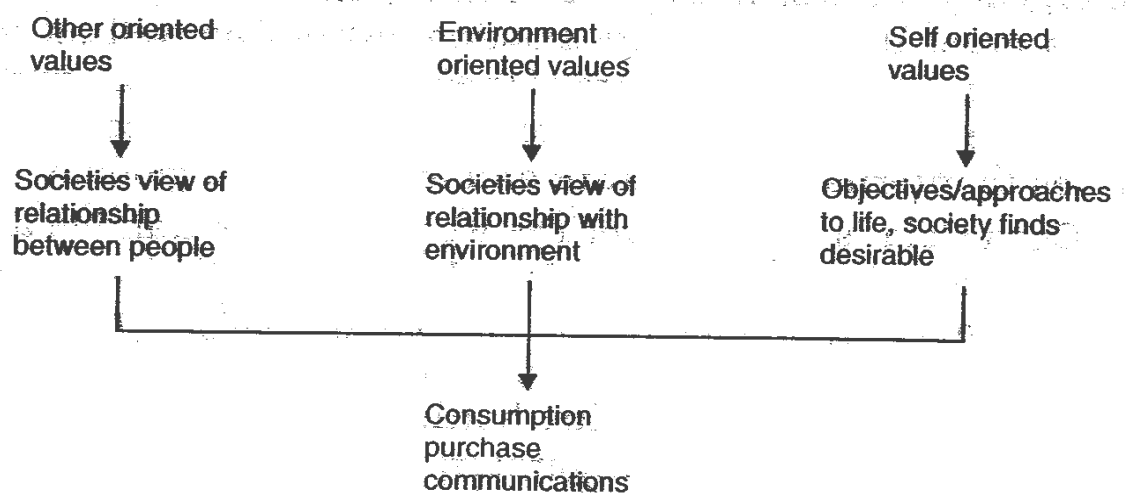 Other oriented
values
Environment
oriented values
Self oriented
values
Societies view of
relationship
between people
Societies view of
relationship with
environment
Objectives/approaches
to life, society finds
desirable
Consumption
purchase
communications